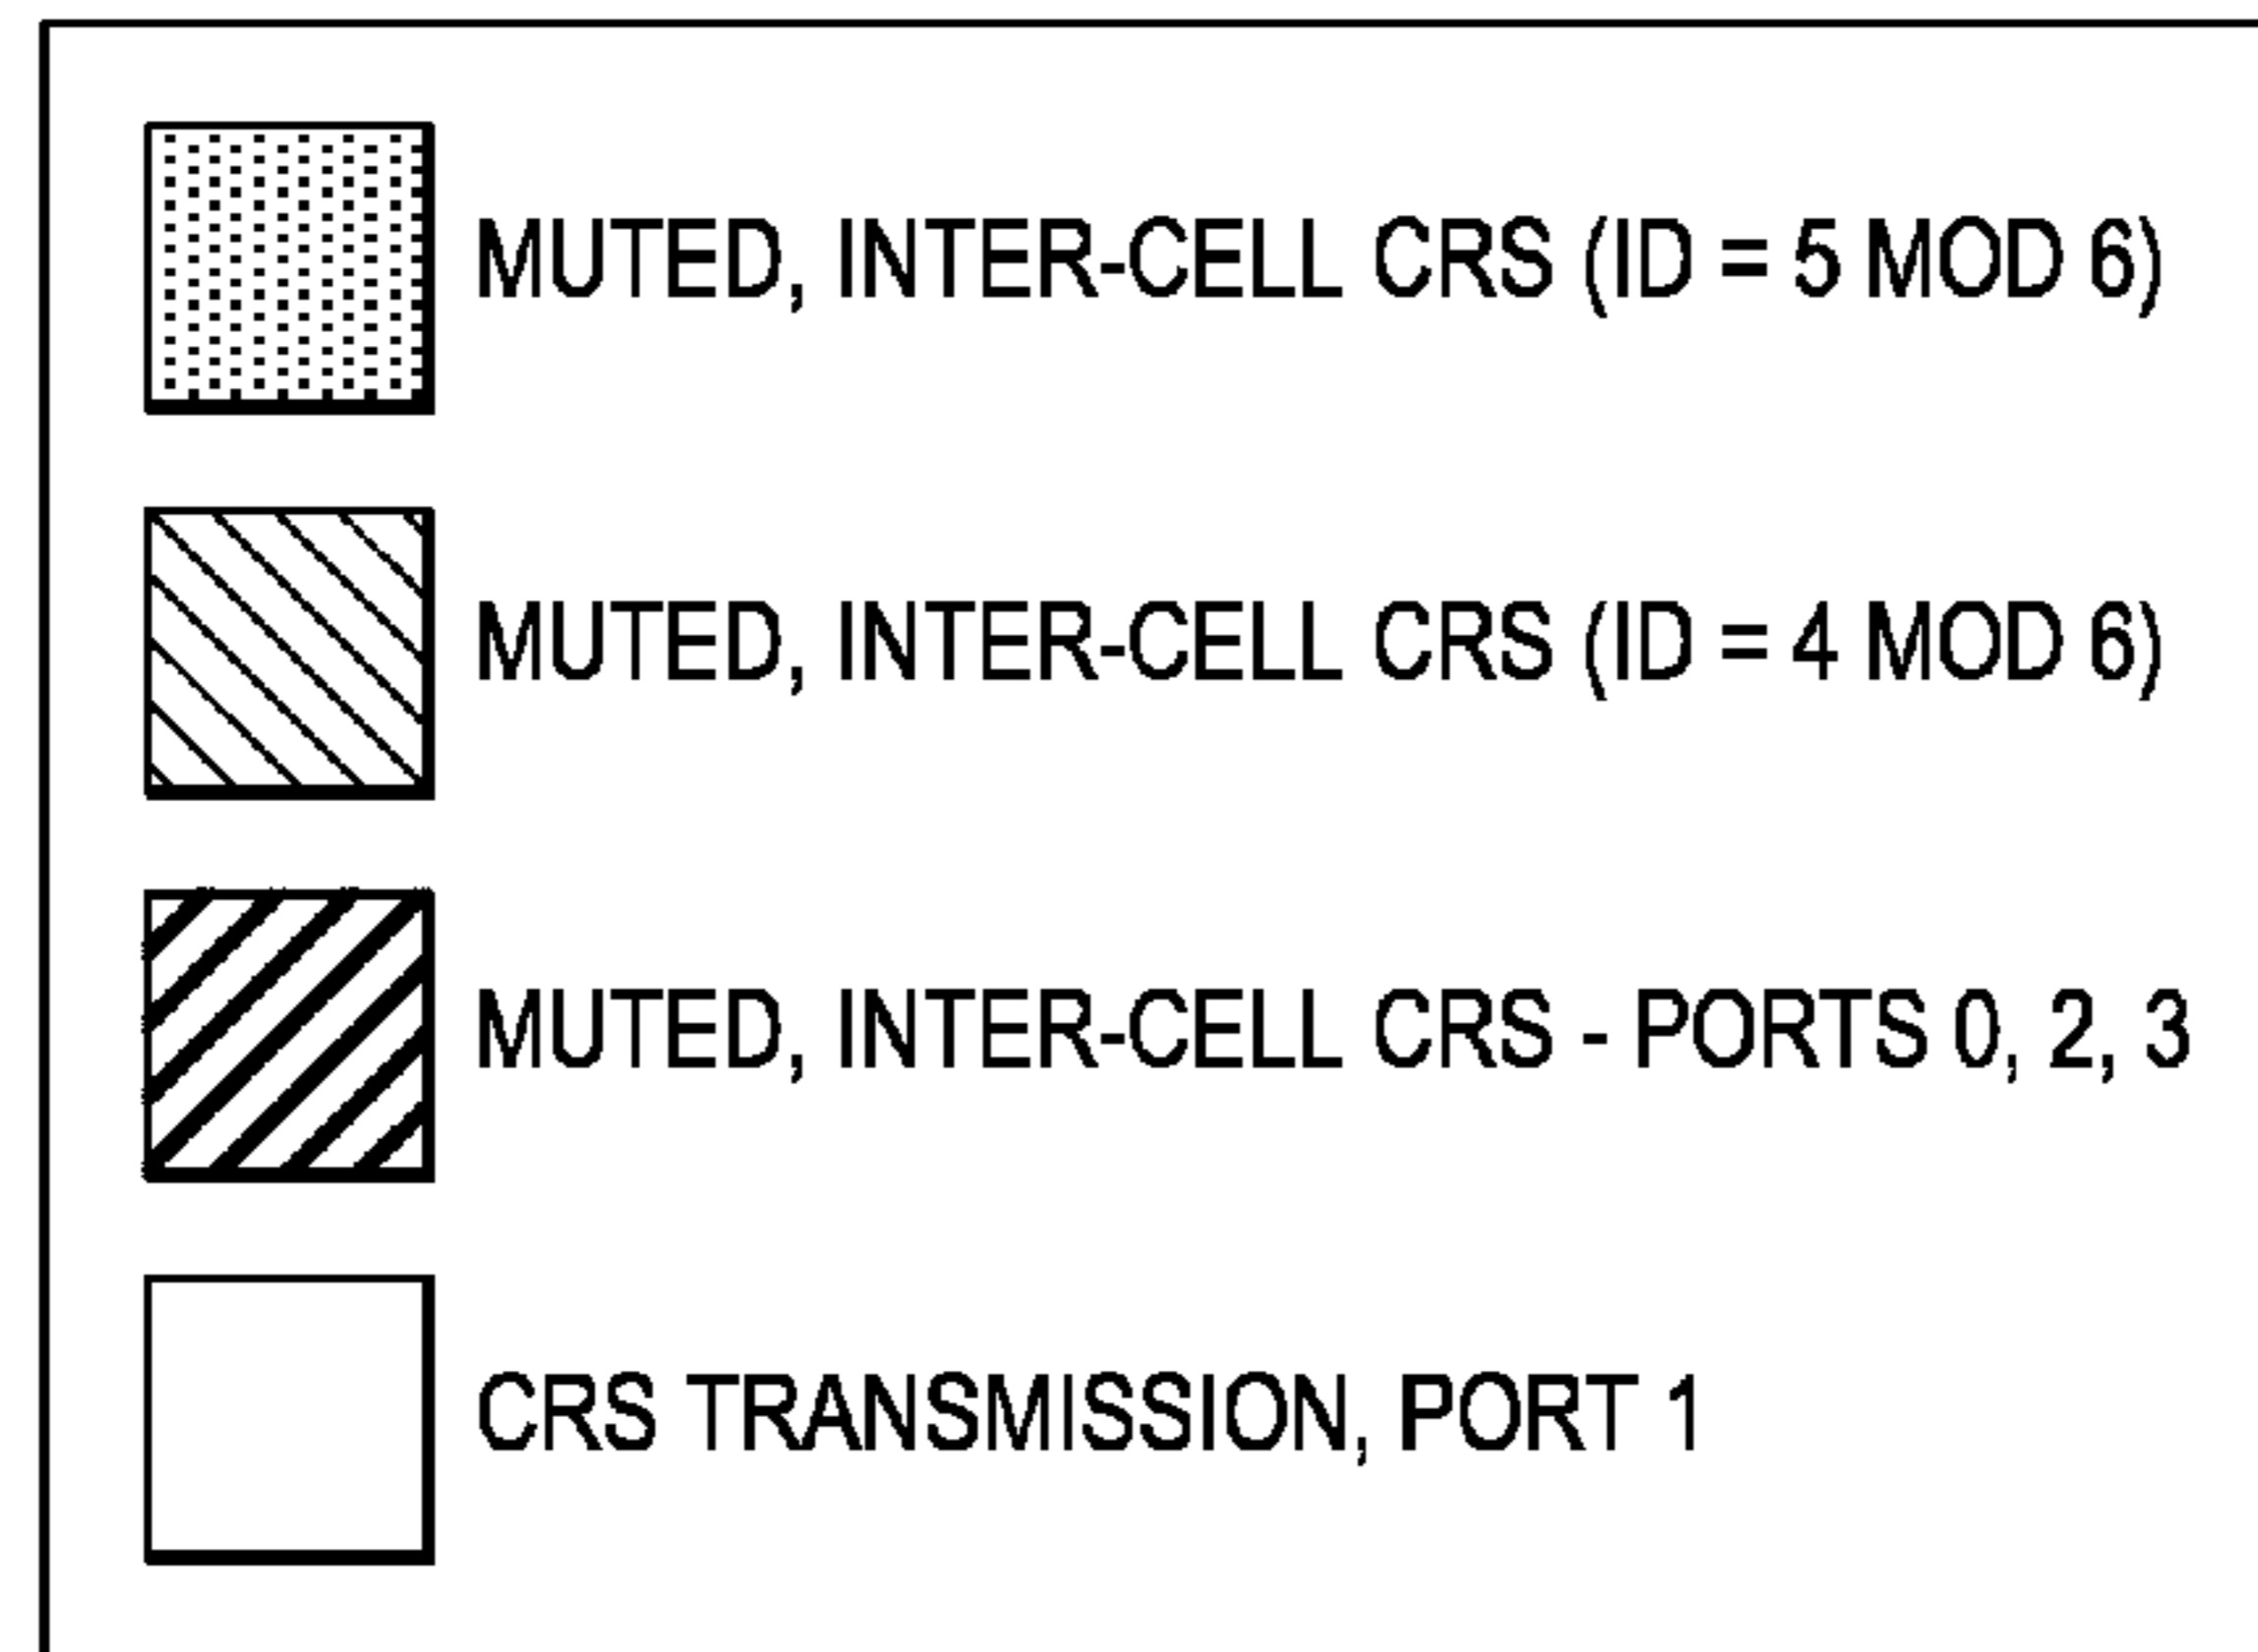 MUTED, INTER-CELL CRS (ID = 5 MOD 6)
MUTED, INTER-CELL CRS (ID = 4 MOD 6)
MUTED, INTER-CELL CRS - PORTS 0, 2, 3
CRS TRANSMISSION, PORT 1